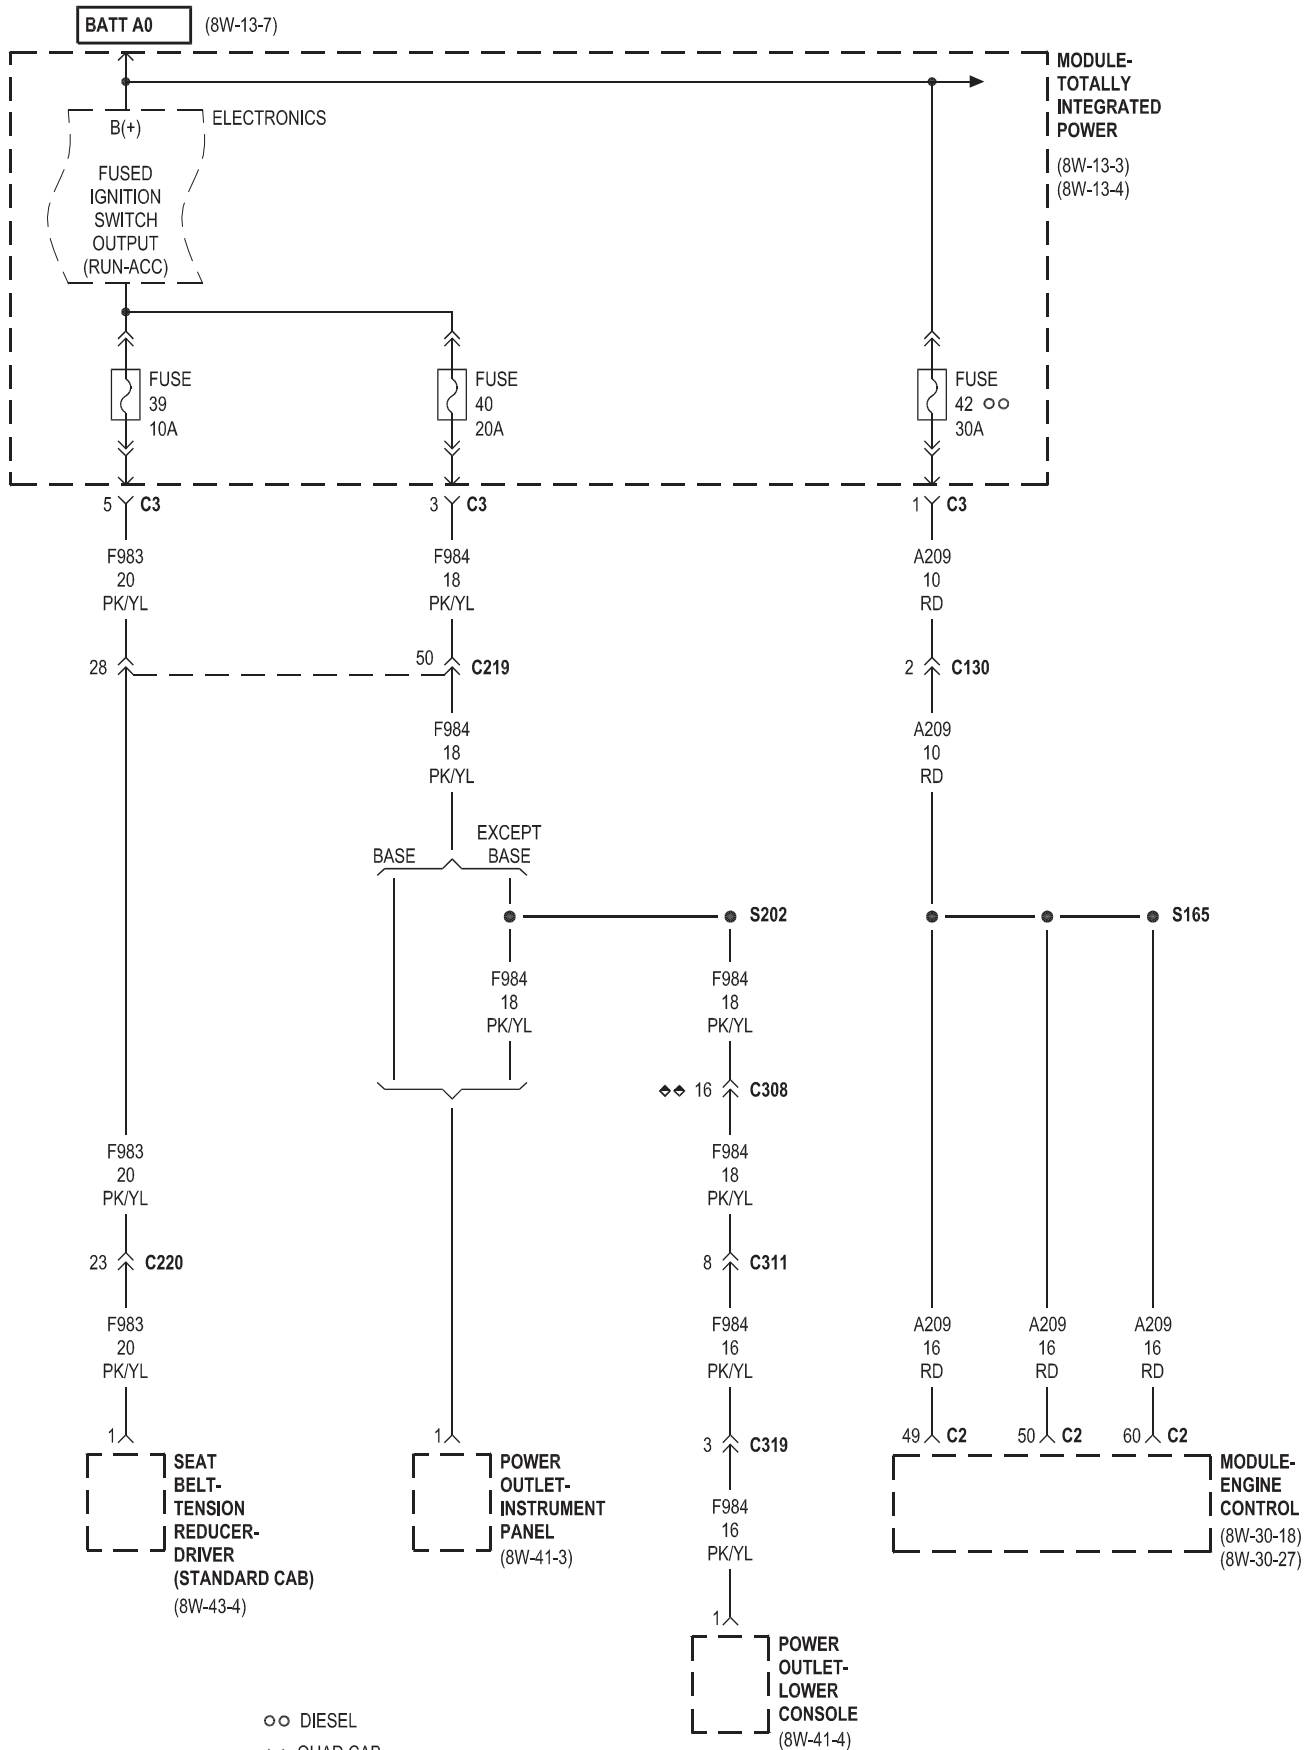 BATT A0 (8W-13-7)
MODULE-
TOTALLY
INTEGRATED
POWER
(8W-13-3)
(8W-13-4)
B(+) ELECTRONICS
FUSED
IGNITION
SWITCH
OUTPUT
(RUN-ACC)
FUSE
39
10A
FUSE
40
20A
FUSE
42
30A
5 C3
3 C3
1 C3
F983
20
PK/YL
F984
18
PK/YL
A209
10
RD
28
50 C219
2 C130
F984
18
PK/YL
A209
10
RD
BASE
EXCEPT
BASE
S202
S165
F984
18
PK/YL
F984
18
PK/YL
16 C308
F983
20
PK/YL
F984
18
PK/YL
23 C220
8 C311
F983
20
PK/YL
F984
16
PK/YL
A209
16
RD
A209
16
RD
A209
16
RD
1
1
3 C319
49 C2
50 C2
60 C2
SEAT
BELT-
TENSION
REDUCER-
DRIVER
(STANDARD CAB)
(8W-43-4)
POWER
OUTLET-
INSTRUMENT
PANEL
(8W-41-3)
F984
16
PK/YL
MODULE-
ENGINE
CONTROL
(8W-30-18)
(8W-30-27)
1
POWER
OUTLET-
LOWER
CONSOLE
(8W-41-4)
DIESEL
QUAD CAB